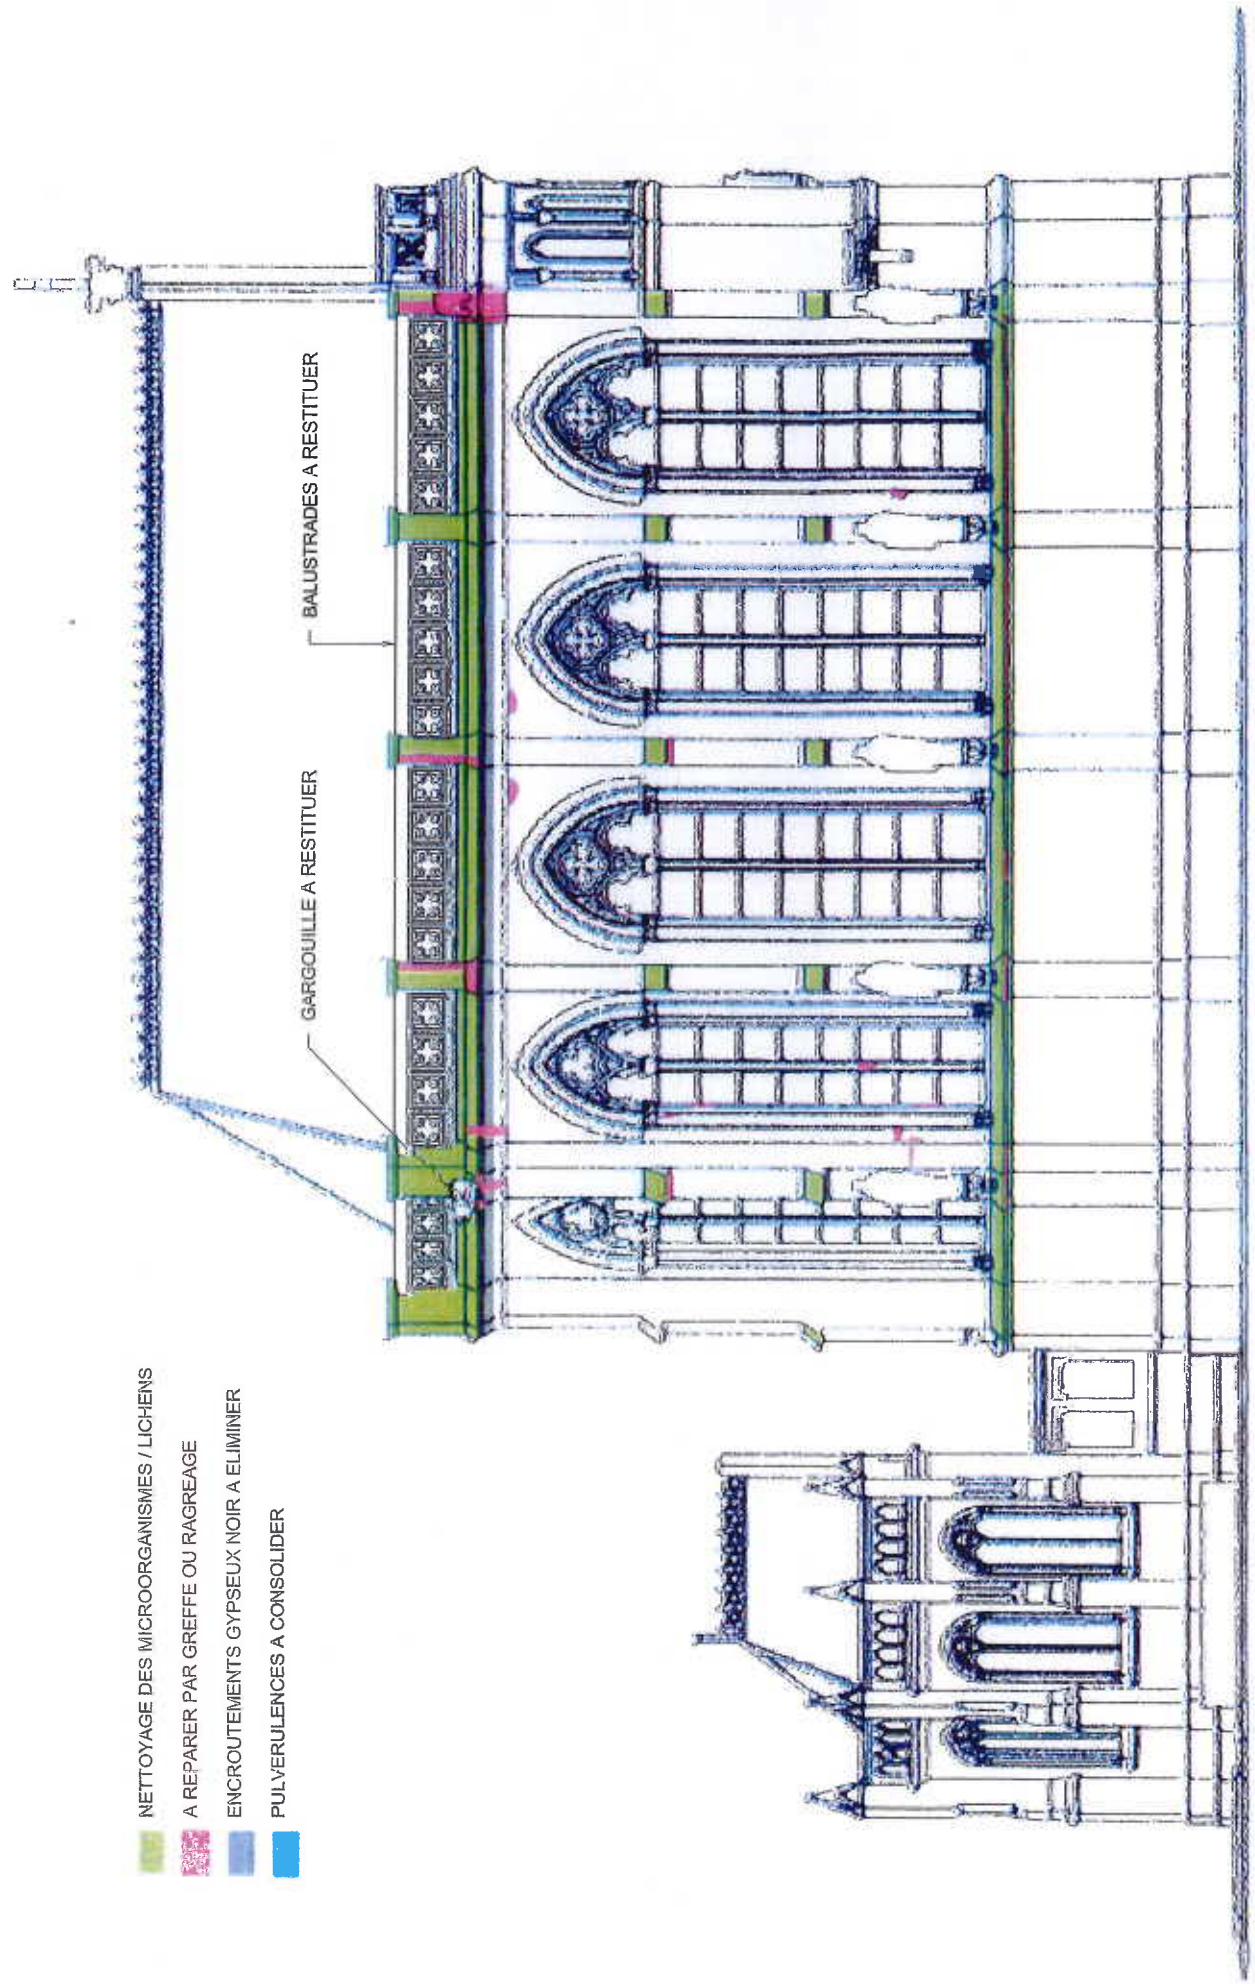 NETTOYAGE DES MICROORGANISMES / LICHENS
A REPARER PAR GREFFE OU RAGREAGE
ENCROUTEMENTS GYPSEUX NOIR A ELIMINER
PULVERULENCES A CONSOLIDER
GARGOUILLE A RESTITUER
BALUSTRADES A RESTITUER